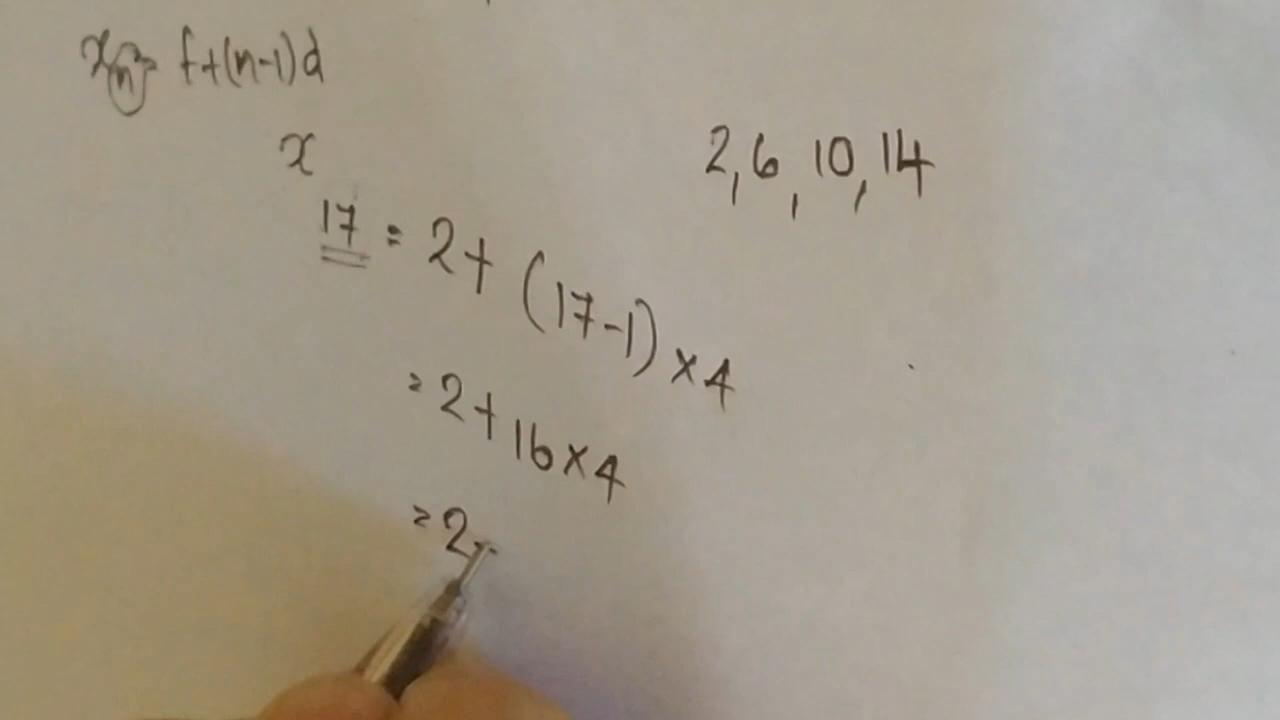 xn = f+(n-1)d
2, 6, 10, 14
x
17 = 2+ (17-1) × 4
= 2+ 16 × 4
= 2